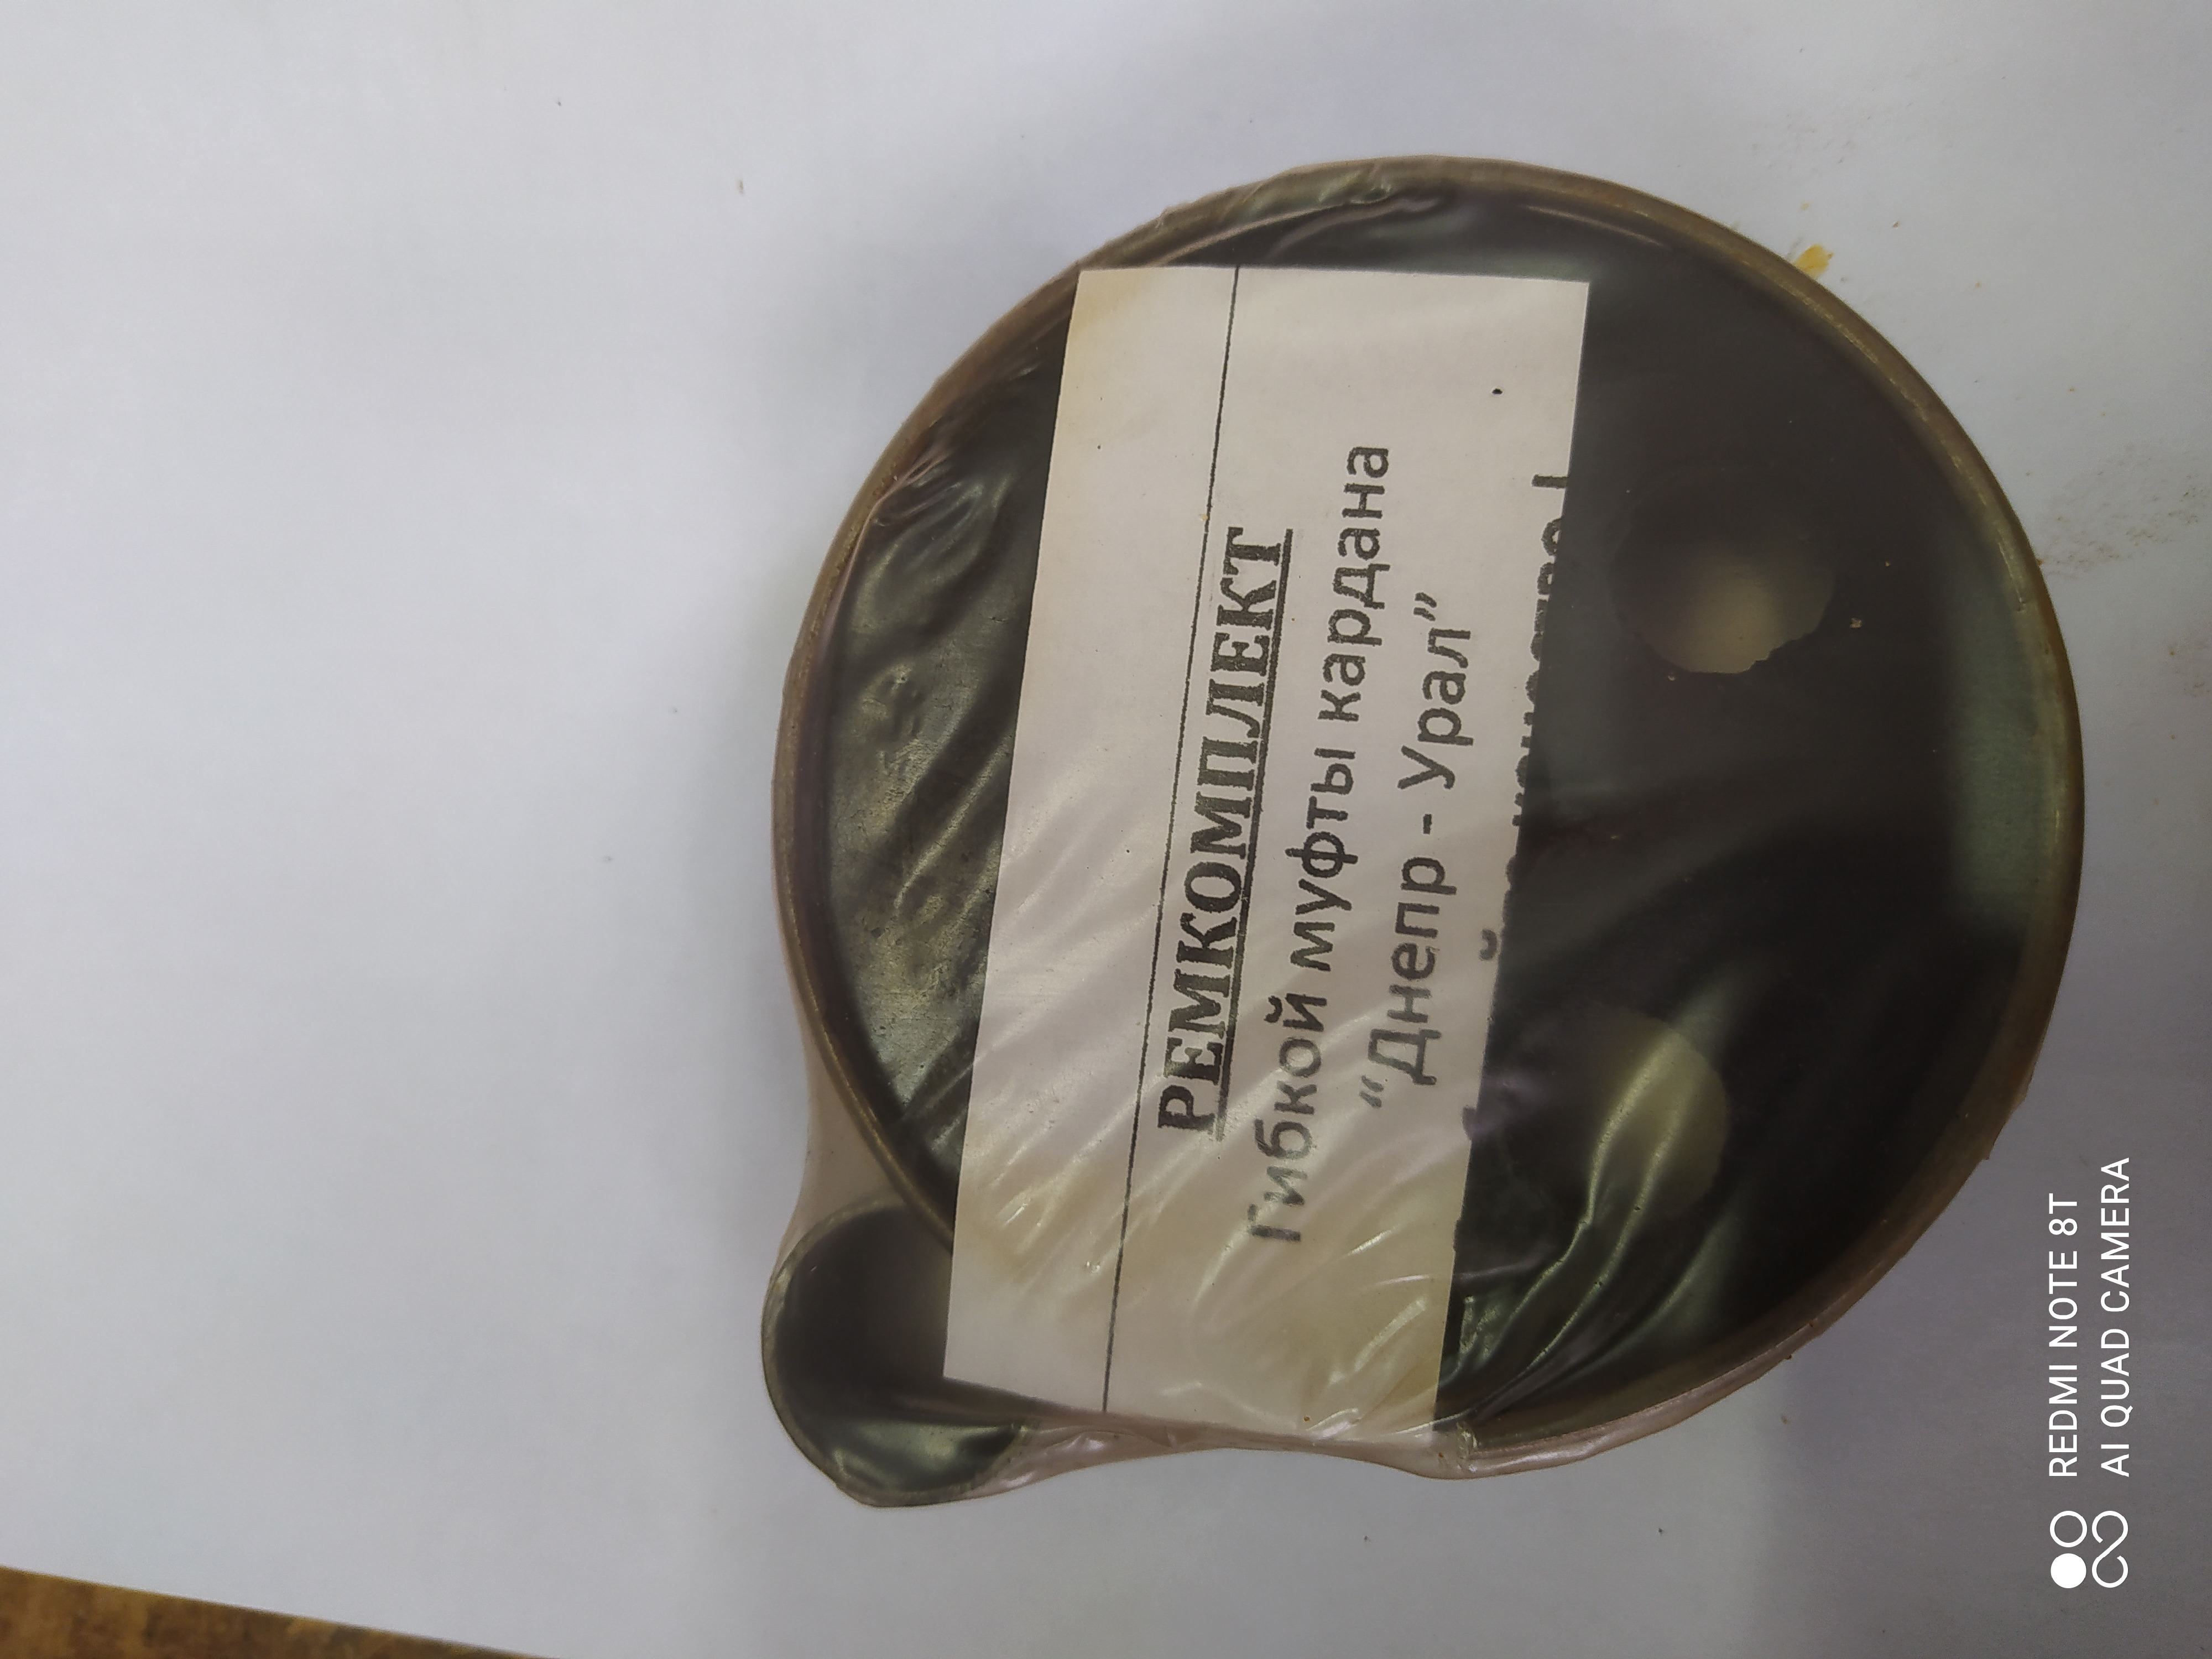 РЕМКОМПЛЕКТ
Гибкой муфты кардана
“Днепр - Урал”
REDMI NOTE 8T
AI QUAD CAMERA